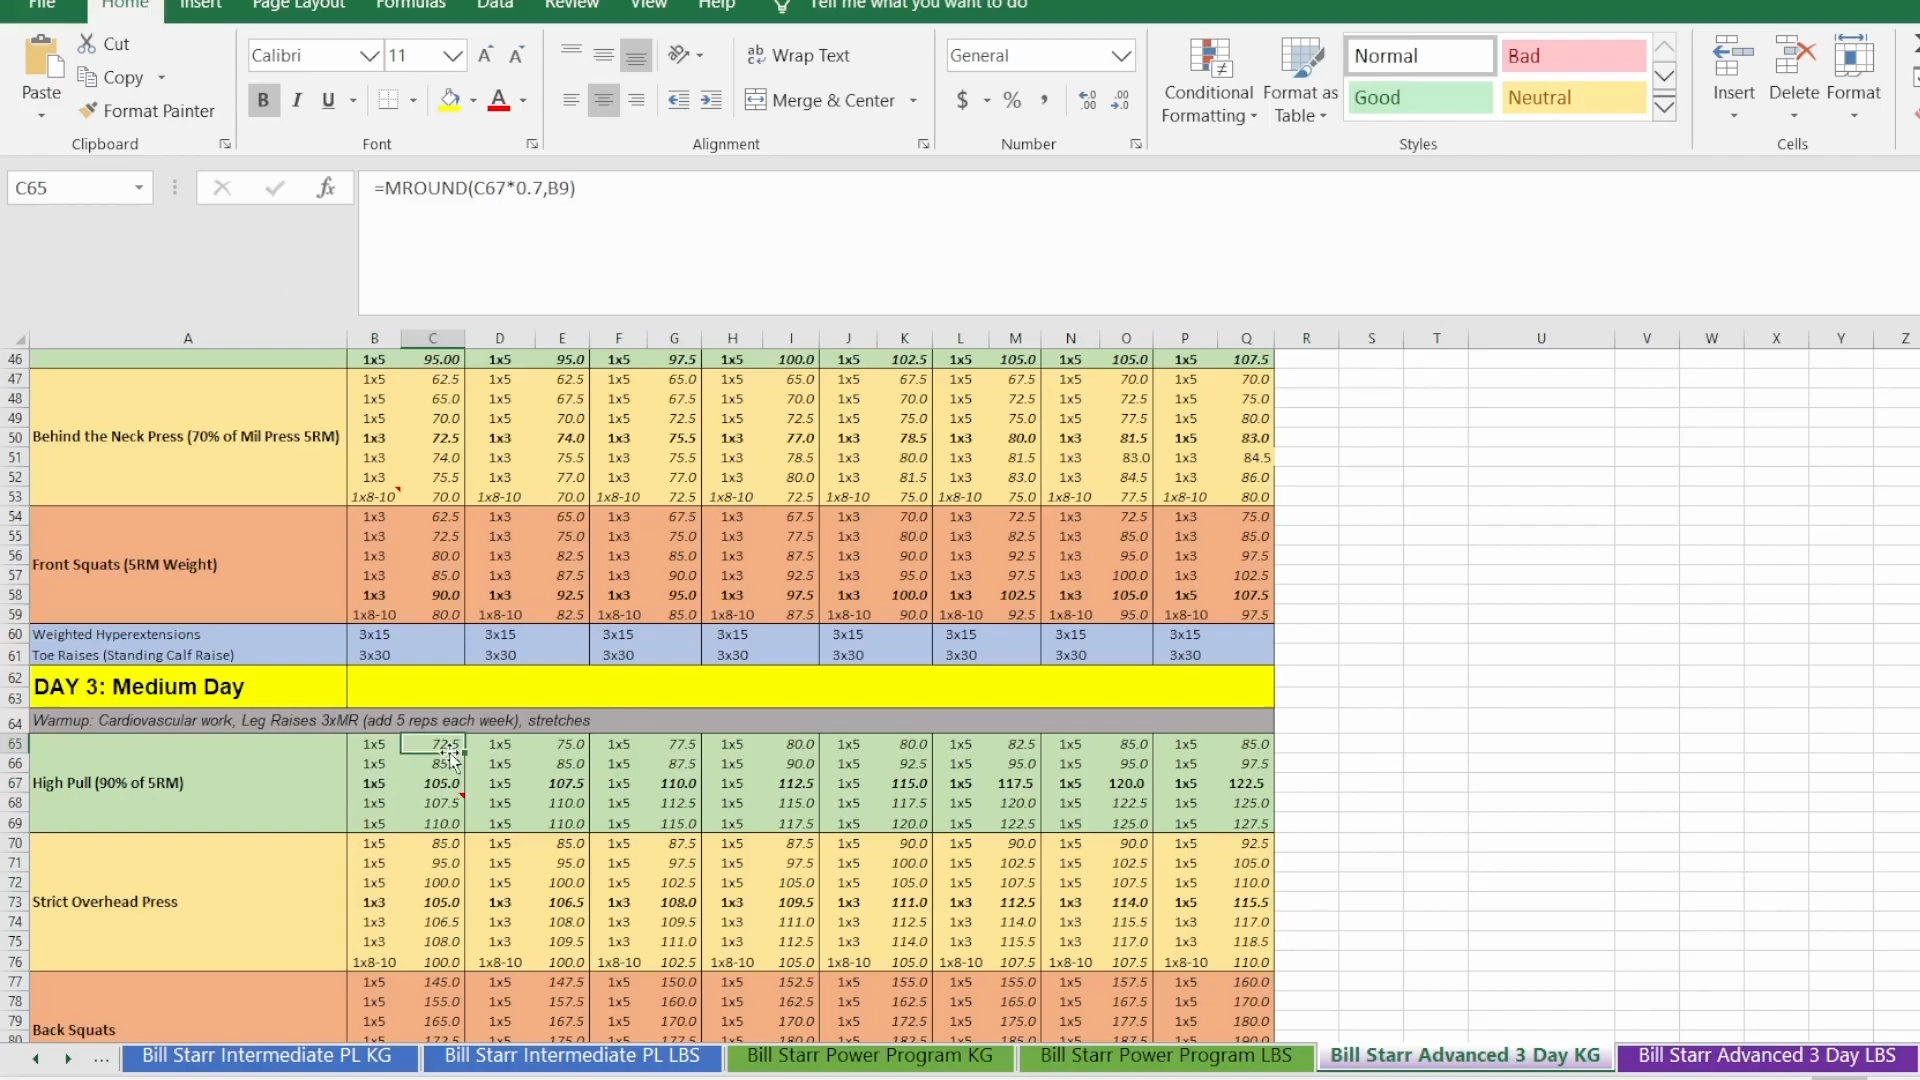 File Home Insert Page Layout Formulas Data Review View Help Tell me what you want to do
Cut
Copy
Format Painter
Paste
Clipboard
Calibri 11
B I U
Font
Wrap Text
Merge & Center
Alignment
General
$ % ,
Number
Conditional Formatting
Format as Table
Normal Bad
Good Neutral
Styles
Insert Delete Format
Cells
C65 fx =MROUND(C67*0.7,B9)
A B C D E F G H I J K L M N O P Q R S T U V W X Y Z
46 1x5 95.00 1x5 95.0 1x5 97.5 1x5 100.0 1x5 102.5 1x5 105.0 1x5 105.0 1x5 107.5
47 1x5 62.5 1x5 62.5 1x5 65.0 1x5 65.0 1x5 67.5 1x5 67.5 1x5 70.0 1x5 70.0
48 1x5 65.0 1x5 67.5 1x5 67.5 1x5 70.0 1x5 70.0 1x5 72.5 1x5 72.5 1x5 75.0
49 1x5 70.0 1x5 70.0 1x5 72.5 1x5 72.5 1x5 75.0 1x5 75.0 1x5 77.5 1x5 80.0
50 Behind the Neck Press (70% of Mil Press 5RM) 1x3 72.5 1x3 74.0 1x3 75.5 1x3 77.0 1x3 78.5 1x3 80.0 1x3 81.5 1x5 83.0
51 1x3 74.0 1x3 75.5 1x3 77.0 1x3 78.5 1x3 80.0 1x3 81.5 1x3 83.0 1x3 84.5
52 1x3 75.5 1x3 77.0 1x3 77.0 1x3 80.0 1x3 81.5 1x3 83.0 1x3 84.5 1x3 86.0
53 1x8-10 70.0 1x8-10 70.0 1x8-10 72.5 1x8-10 72.5 1x8-10 75.0 1x8-10 75.0 1x8-10 77.5 1x8-10 80.0
54 1x3 62.5 1x3 65.0 1x3 67.5 1x3 67.5 1x3 70.0 1x3 72.5 1x3 72.5 1x3 75.0
55 1x3 72.5 1x3 75.0 1x3 75.0 1x3 77.5 1x3 80.0 1x3 82.5 1x3 85.0 1x3 85.0
56 1x3 80.0 1x3 82.5 1x3 85.0 1x3 87.5 1x3 90.0 1x3 92.5 1x3 95.0 1x3 97.5
57 Front Squats (5RM Weight) 1x3 85.0 1x3 87.5 1x3 90.0 1x3 92.5 1x3 95.0 1x3 97.5 1x3 100.0 1x3 102.5
58 1x3 90.0 1x3 92.5 1x3 95.0 1x3 97.5 1x3 100.0 1x3 102.5 1x3 105.0 1x5 107.5
59 1x8-10 80.0 1x8-10 82.5 1x8-10 85.0 1x8-10 87.5 1x8-10 90.0 1x8-10 92.5 1x8-10 95.0 1x8-10 97.5
60 Weighted Hyperextensions 3x15 3x15 3x15 3x15 3x15 3x15 3x15 3x15
61 Toe Raises (Standing Calf Raise) 3x30 3x30 3x30 3x30 3x30 3x30 3x30 3x30
62 DAY 3: Medium Day
63
64 Warmup: Cardiovascular work, Leg Raises 3xMR (add 5 reps each week), stretches
65 1x5 72.5 1x5 75.0 1x5 77.5 1x5 80.0 1x5 80.0 1x5 82.5 1x5 85.0 1x5 85.0
66 1x5 1x5 85.0 1x5 87.5 1x5 90.0 1x5 92.5 1x5 95.0 1x5 95.0 1x5 97.5
67 High Pull (90% of 5RM) 1x5 105.0 1x5 107.5 1x5 110.0 1x5 112.5 1x5 115.0 1x5 117.5 1x5 120.0 1x5 122.5
68 1x5 107.5 1x5 110.0 1x5 112.5 1x5 115.0 1x5 117.5 1x5 120.0 1x5 122.5 1x5 125.0
69 1x5 110.0 1x5 110.0 1x5 115.0 1x5 117.5 1x5 120.0 1x5 122.5 1x5 125.0 1x5 127.5
70 1x5 85.0 1x5 85.0 1x5 87.5 1x5 87.5 1x5 90.0 1x5 90.0 1x5 90.0 1x5 92.5
71 1x5 95.0 1x5 95.0 1x5 97.5 1x5 97.5 1x5 100.0 1x5 102.5 1x5 102.5 1x5 105.0
72 1x5 100.0 1x5 100.0 1x5 102.5 1x5 105.0 1x5 105.0 1x5 107.5 1x5 107.5 1x5 110.0
73 Strict Overhead Press 1x3 105.0 1x3 106.5 1x3 108.0 1x3 109.5 1x3 111.0 1x3 112.5 1x3 114.0 1x5 115.5
74 1x3 106.5 1x3 108.0 1x3 109.5 1x3 111.0 1x3 112.5 1x3 114.0 1x3 115.5 1x3 117.0
75 1x3 108.0 1x3 109.5 1x3 111.0 1x3 112.5 1x3 114.0 1x3 115.5 1x3 117.0 1x3 118.5
76 1x8-10 100.0 1x8-10 100.0 1x8-10 102.5 1x8-10 105.0 1x8-10 105.0 1x8-10 107.5 1x8-10 107.5 1x8-10 110.0
77 1x5 145.0 1x5 147.5 1x5 150.0 1x5 152.5 1x5 155.0 1x5 155.0 1x5 157.5 1x5 160.0
78 1x5 155.0 1x5 157.5 1x5 160.0 1x5 162.5 1x5 162.5 1x5 165.0 1x5 167.5 1x5 170.0
79 Back Squats 1x5 165.0 1x5 167.5 1x5 170.0 1x5 170.0 1x5 172.5 1x5 175.0 1x5 177.5 1x5 180.0
80
... Bill Starr Intermediate PL KG Bill Starr Intermediate PL LBS Bill Starr Power Program KG Bill Starr Power Program LBS Bill Starr Advanced 3 Day KG Bill Starr Advanced 3 Day LBS